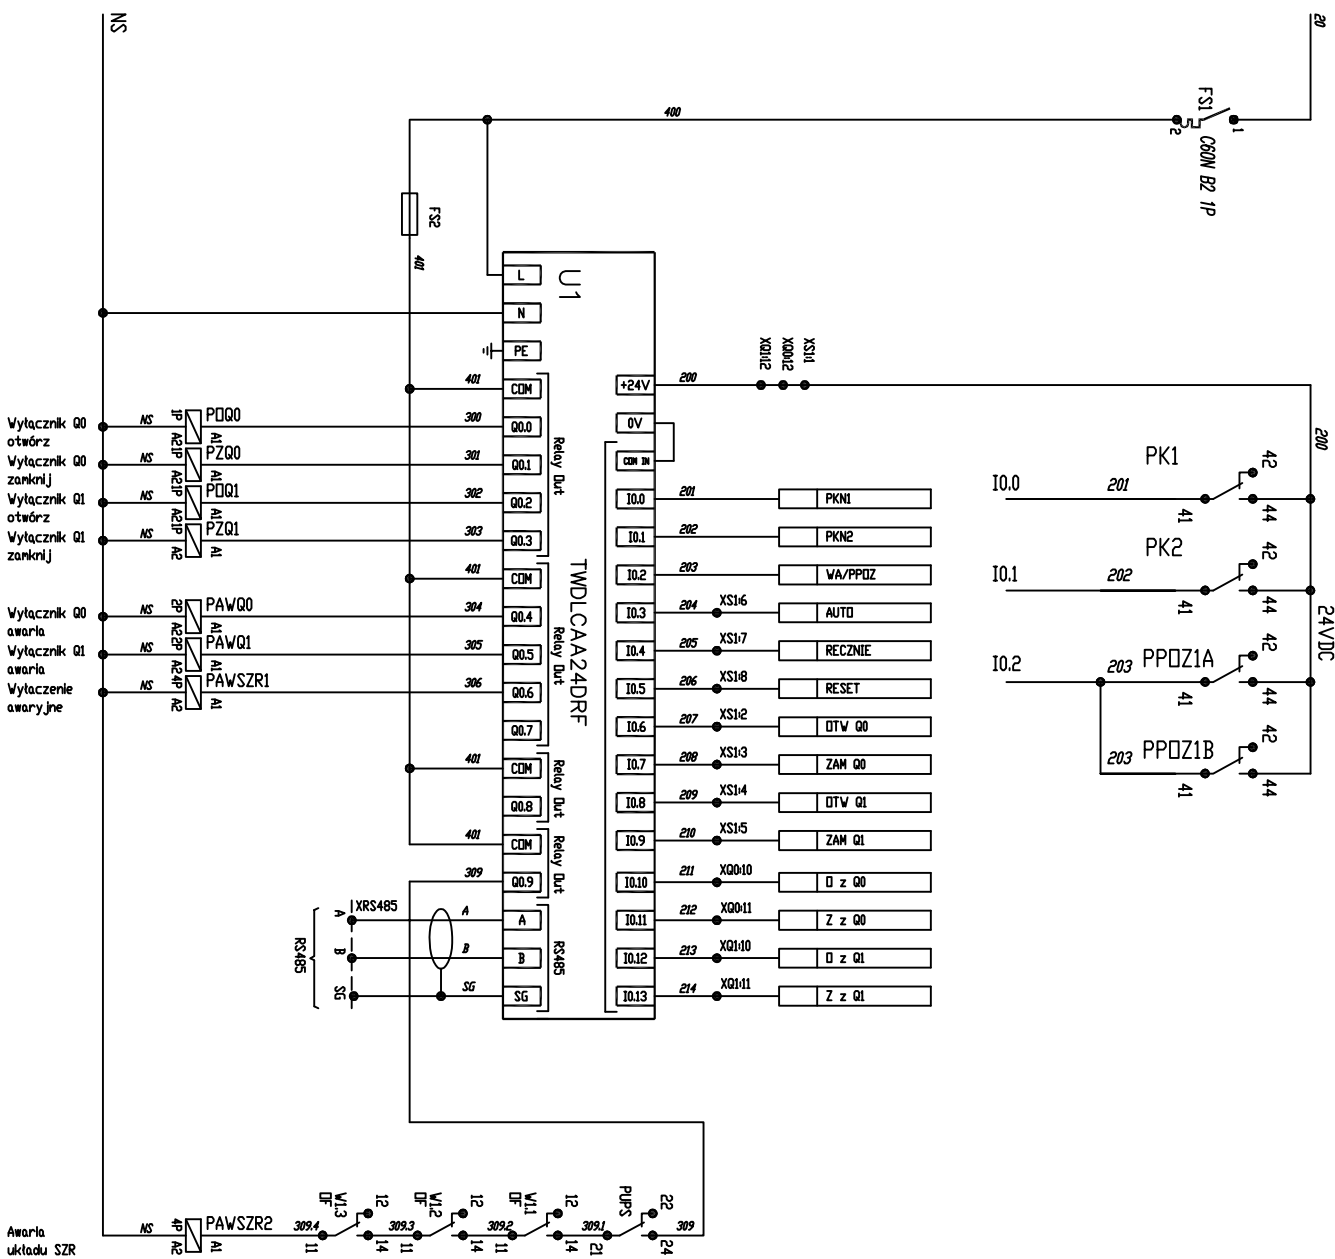 NS
20
FS1
C60N B2 1P
1
2
400
FS2
401
U1
TWDLCAA24DRF
L
N
PE
COM
Q0.0
Q0.1
Q0.2
Q0.3
COM
Q0.4
Q0.5
Q0.6
Q0.7
COM
Q0.8
COM
Q0.9
A
B
SG
Relay Out
Relay Out
Relay Out
Relay Out
RS485
+24V
0V
COM IN
I0.0
I0.1
I0.2
I0.3
I0.4
I0.5
I0.6
I0.7
I0.8
I0.9
I0.10
I0.11
I0.12
I0.13
200
XQ1:12
XQ0:12
XS1:1
201 PKN1
202 PKN2
203 WA/PPOZ
204 XS1:6 AUTO
205 XS1:7 RECZNIE
206 XS1:8 RESET
207 XS1:2 OTW Q0
208 XS1:3 ZAM Q0
209 XS1:4 OTW Q1
210 XS1:5 ZAM Q1
211 XQ0:10 O z Q0
212 XQ0:11 Z z Q0
213 XQ1:10 O z Q1
214 XQ1:11 Z z Q1
200
24VDC
I0.0 201 PK1 41 42 44
I0.1 202 PK2 41 42 44
I0.2 203 PPOZ1A 41 42 44
203 PPOZ1B 41 42 44
401
Wyłącznik Q0
otwórz
NS 1P A2 POQ0 A1 300
Wyłącznik Q0
zamknij
NS 1P A2 PZQ0 A1 301
Wyłącznik Q1
otwórz
NS 1P A2 POQ1 A1 302
Wyłącznik Q1
zamknij
NS 1P A2 PZQ1 A1 303
401
Wyłącznik Q0
awaria
NS 2P A2 PAWQ0 A1 304
Wyłącznik Q1
awaria
NS 2P A2 PAWQ1 A1 305
Wyłaczenie
awaryjne
NS 4P A2 PAWSZR1 A1 306
401
401
309
XRS485
A A
B B
SG SG
RS485
Awaria
układu SZR
NS 4P A2 PAWSZR2 A1
309.4 W1.3 OF 11 12 14
309.3 W1.2 OF 11 12 14
309.2 W1.1 OF 11 12 14
309.1 PUPS 21 22 24
309